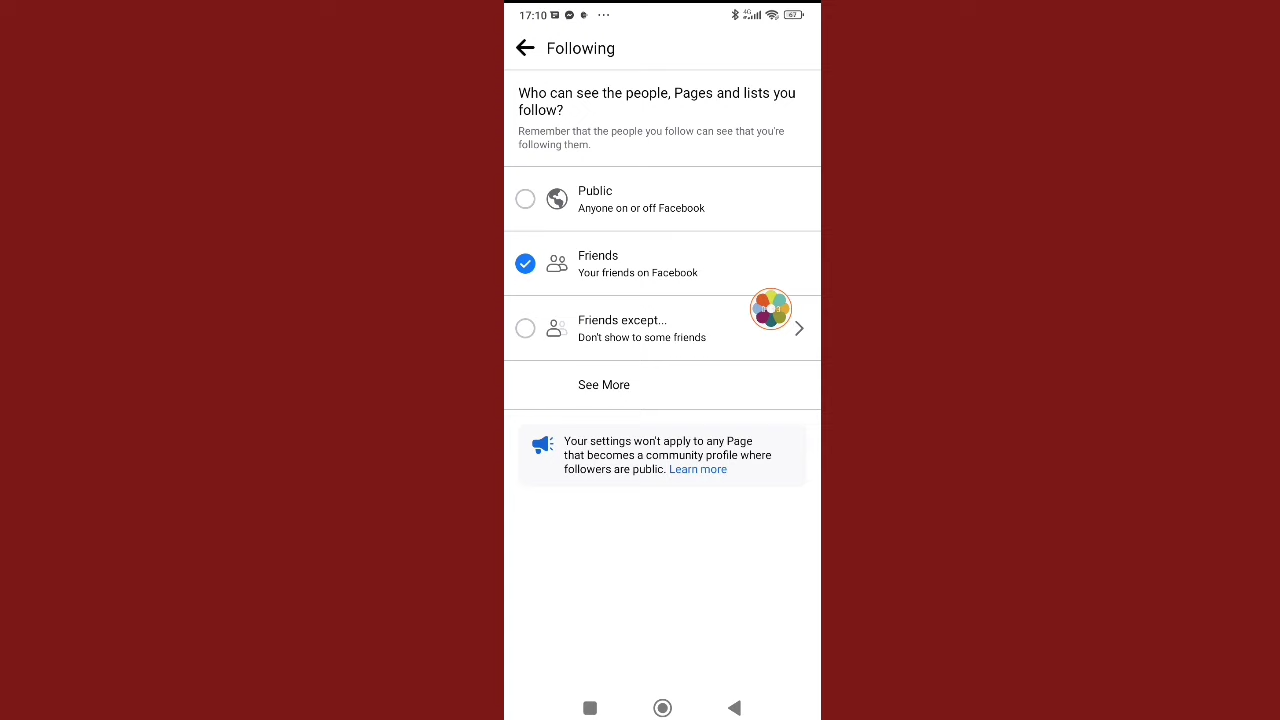 17:10
4G
67
Following
Who can see the people, Pages and lists you
follow?
Remember that the people you follow can see that you're
following them.
Public
Anyone on or off Facebook
Friends
Your friends on Facebook
Friends except...
Don't show to some friends
See More
Your settings won't apply to any Page
that becomes a community profile where
followers are public. Learn more